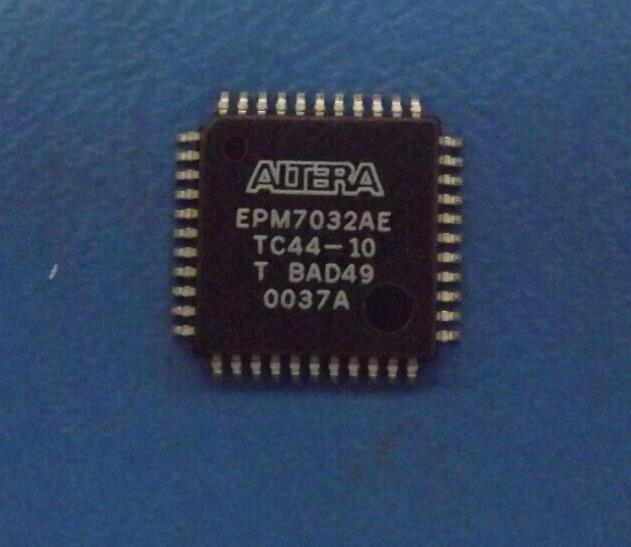 ALTERA
EPM7032AE
TC44-10
T BAD49
0037A